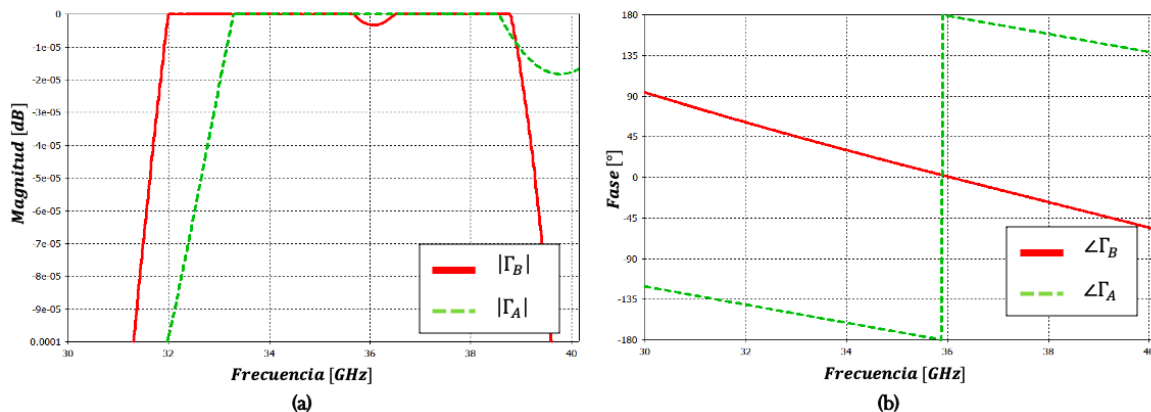 0
-1e-05
-2e-05
-3e-05
-4e-05
-5e-05
-6e-05
-7e-05
-8e-05
-9e-05
0.0001
Magnitud [dB]
30 32 34 36 38 40
Frecuencia [GHz]
|Γ_B|
|Γ_A|
(a)
180
135
90
45
0
-45
-90
-135
-180
Fase [°]
30 32 34 36 38 40
Frecuencia [GHz]
∠Γ_B
∠Γ_A
(b)